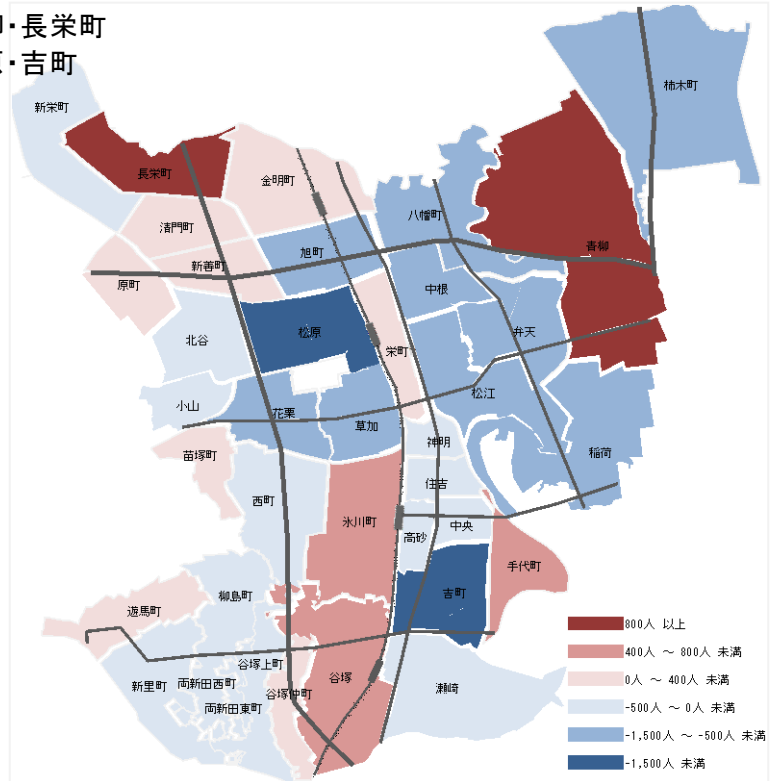 ・長栄町
・吉町
新栄町
柿木町
長栄町
金明町
八幡町
清門町
旭町
青柳
新善町
原町
中根
松原
弁天
北谷
栄町
小山
花栗
松江
草加
神明
苗塚町
稲荷
住吉
西町
氷川町
中央
高砂
手代町
柳島町
吉町
遊馬町
谷塚上町
新里町
両新田西町
谷塚仲町
谷塚
瀬崎
両新田東町
800人 以上
400人 ～ 800人 未満
0人 ～ 400人 未満
-500人 ～ 0人 未満
-1,500人 ～ -500人 未満
-1,500人 未満